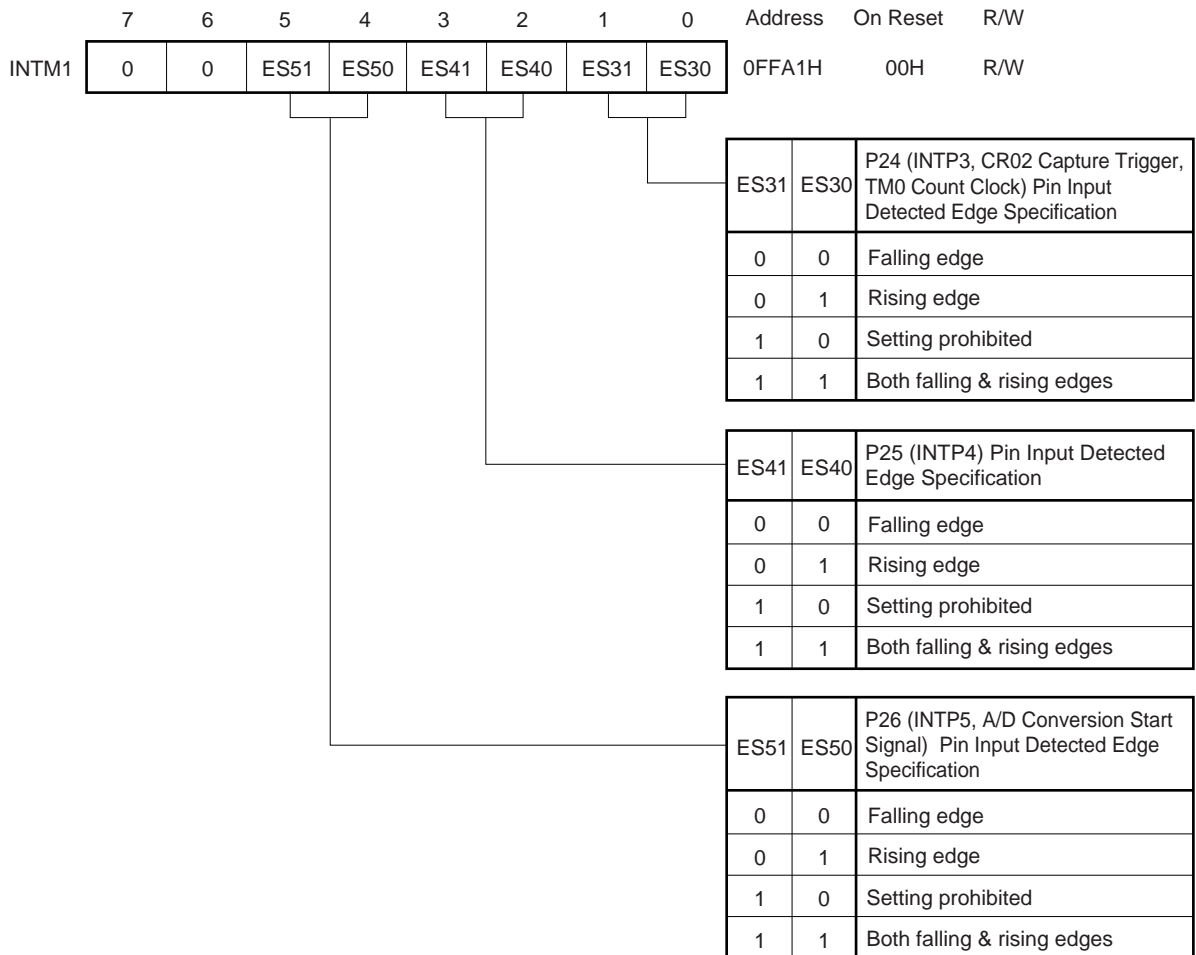 7 6 5 4 3 2 1 0 Address On Reset R/W
INTM1 0 0 ES51 ES50 ES41 ES40 ES31 ES30 0FFA1H 00H R/W
ES31 ES30 P24 (INTP3, CR02 Capture Trigger,
TM0 Count Clock) Pin Input
Detected Edge Specification
0 0 Falling edge
0 1 Rising edge
1 0 Setting prohibited
1 1 Both falling & rising edges
ES41 ES40 P25 (INTP4) Pin Input Detected
Edge Specification
0 0 Falling edge
0 1 Rising edge
1 0 Setting prohibited
1 1 Both falling & rising edges
ES51 ES50 P26 (INTP5, A/D Conversion Start
Signal) Pin Input Detected Edge
Specification
0 0 Falling edge
0 1 Rising edge
1 0 Setting prohibited
1 1 Both falling & rising edges